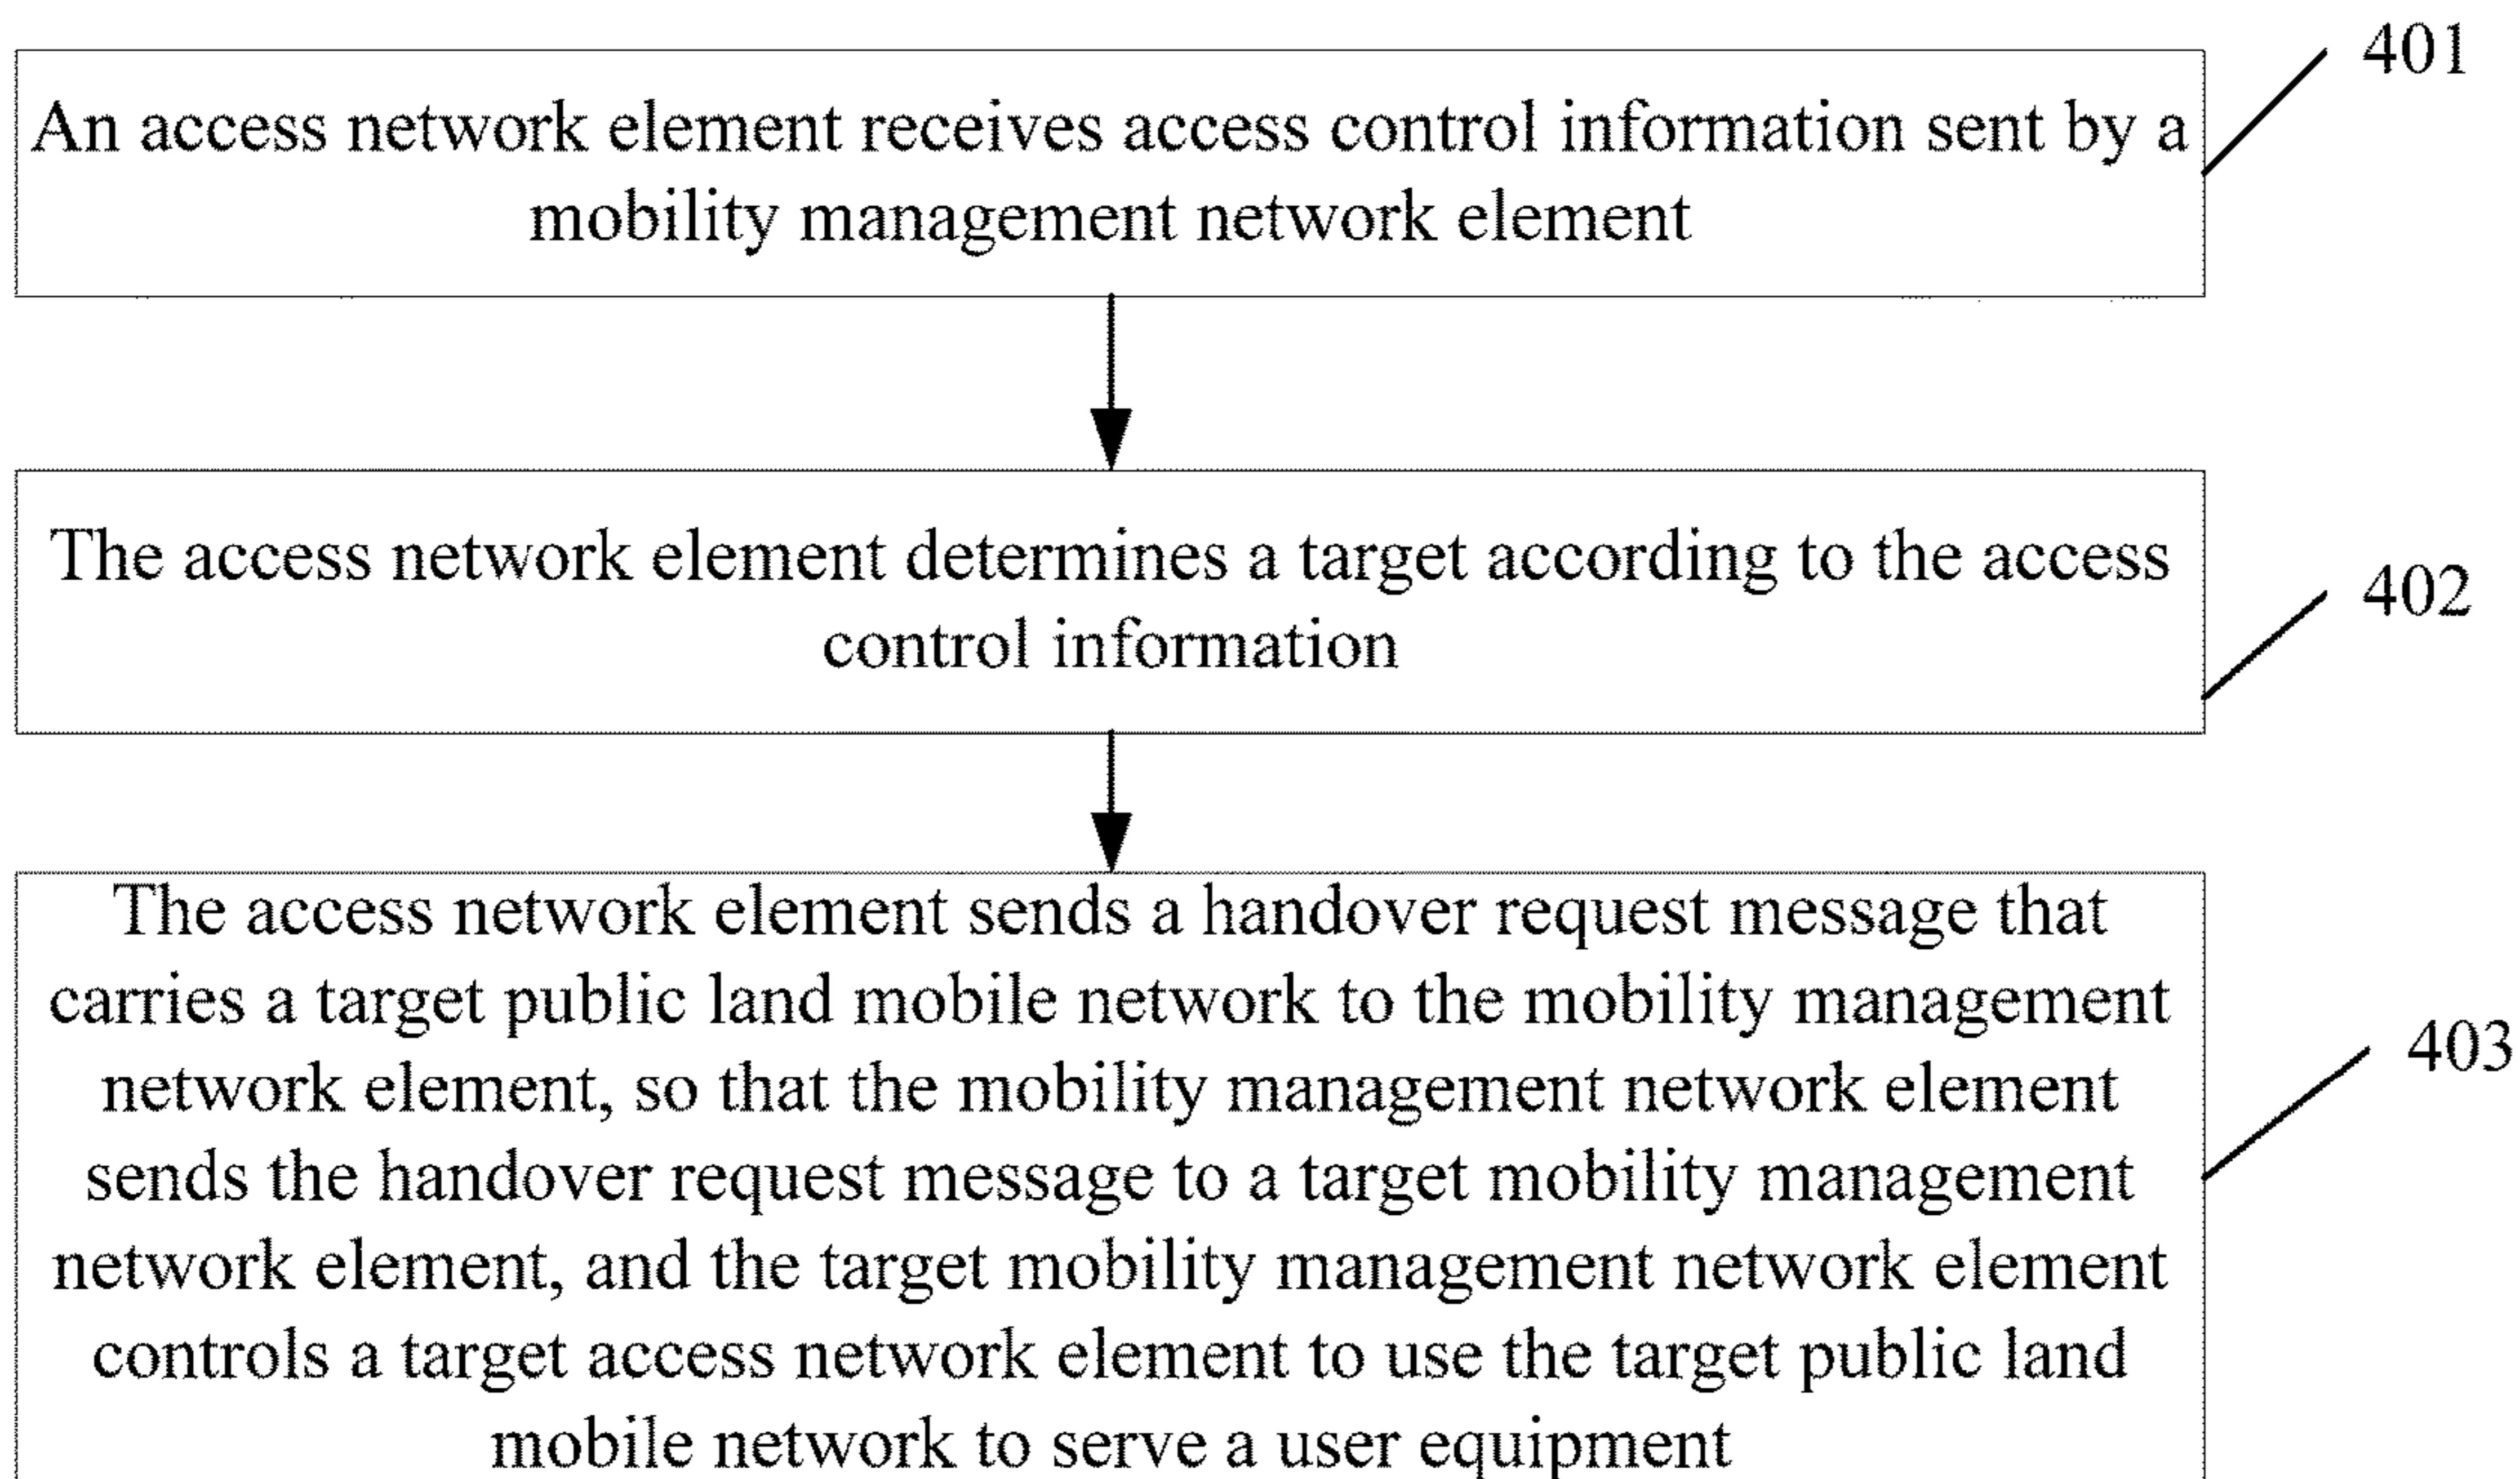 401
An access network element receives access control information sent by a
mobility management network element
The access network element determines a target according to the access
control information
402
The access network element sends a handover request message that
carries a target public land mobile network to the mobility management
network element, so that the mobility management network element
sends the handover request message to a target mobility management
network element, and the target mobility management network element
controls a target access network element to use the target public land
mobile network to serve a user equipment
403